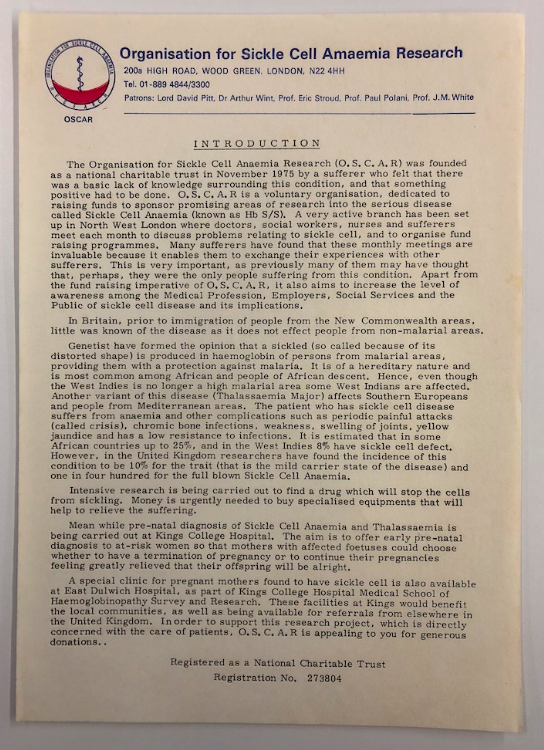 ORGANISATION FOR SICKLE CELL ANAEMIA
RESEARCH
OSCAR
Organisation for Sickle Cell Amaemia Research
200a HIGH ROAD, WOOD GREEN, LONDON, N22 4HH
Tel. 01-889 4844/3300
Patrons: Lord David Pitt, Dr Arthur Wint, Prof. Eric Stroud, Prof. Paul Polani, Prof. J.M. White
INTRODUCTION
The Organisation for Sickle Cell Anaemia Research (O.S.C.A.R) was founded
as a national charitable trust in November 1975 by a sufferer who felt that there
was a basic lack of knowledge surrounding this condition, and that something
positive had to be done. O.S.C.A.R is a voluntary organisation, dedicated to
raising funds to sponsor promising areas of research into the serious disease
called Sickle Cell Anaemia (known as Hb S/S). A very active branch has been set
up in North West London where doctors, social workers, nurses and sufferers
meet each month to discuss problems relating to sickle cell, and to organise fund
raising programmes. Many sufferers have found that these monthly meetings are
invaluable because it enables them to exchange their experiences with other
sufferers. This is very important, as previously many of them may have thought
that, perhaps, they were the only people suffering from this condition. Apart from
the fund raising imperative of O.S.C.A.R, it also aims to increase the level of
awareness among the Medical Profession, Employers, Social Services and the
Public of sickle cell disease and its implications.
In Britain, prior to immigration of people from the New Commonwealth areas,
little was known of the disease as it does not effect people from non-malarial areas.
Genetist have formed the opinion that a sickled (so called because of its
distorted shape) is produced in haemoglobin of persons from malarial areas,
providing them with a protection against malaria. It is of a hereditary nature and
is most common among African and people of African descent. Hence, even though
the West Indies is no longer a high malarial area some West Indians are affected.
Another variant of this disease (Thalassaemia Major) affects Southern Europeans
and people from Mediterranean areas. The patient who has sickle cell disease
suffers from anaemia and other complications such as periodic painful attacks
(called crisis), chromic bone infections, weakness, swelling of joints, yellow
jaundice and has a low resistance to infections. It is estimated that in some
African countries up to 25%, and in the West Indies 8% have sickle cell defect.
However, in the United Kingdom researchers have found the incidence of this
condition to be 10% for the trait (that is the mild carrier state of the disease) and
one in four hundred for the full blown Sickle Cell Anaemia.
Intensive research is being carried out to find a drug which will stop the cells
from sickling. Money is urgently needed to buy specialised equipments that will
help to relieve the suffering.
Mean while pre-natal diagnosis of Sickle Cell Anaemia and Thalassaemia is
being carried out at Kings College Hospital. The aim is to offer early pre-natal
diagnosis to at-risk women so that mothers with affected foetuses could choose
whether to have a termination of pregnancy or to continue their pregnancies
feeling greatly relieved that their offspring will be alright.
A special clinic for pregnant mothers found to have sickle cell is also available
at East Dulwich Hospital, as part of Kings College Hospital Medical School of
Haemoglobinopathy Survey and Research. These facilities at Kings would benefit
the local communities, as well as being available for referrals from elsewhere in
the United Kingdom. In order to support this research project, which is directly
concerned with the care of patients, O.S.C.A.R is appealing to you for generous
donations..
Registered as a National Charitable Trust
Registration No. 273804